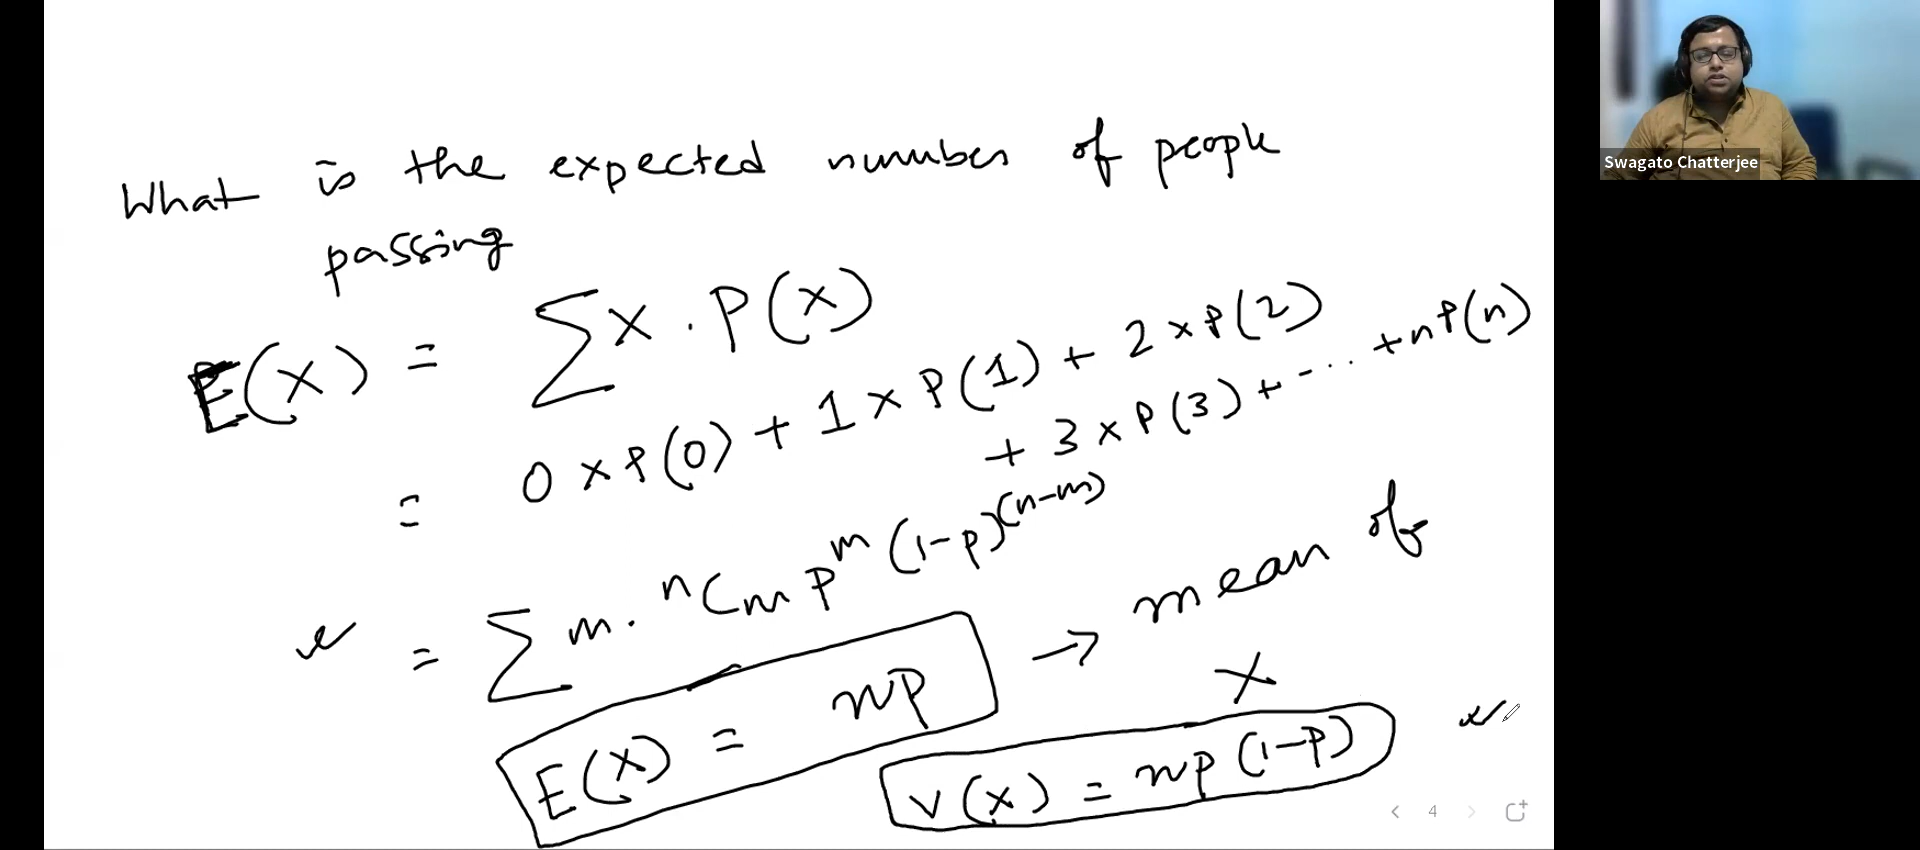 What is the expected number of people
passing
E(x) = ∑ x . P(x)
= 0 x P(0) + 1 x P(1) + 2 x P(2)
+ 3 x P(3) + - ... + nP(n)
= ∑ m . nCm p^m (1-p)^(n-m)
E(x) = np → mean of
x
V(x) = np (1-p)
4
Swagato Chatterjee